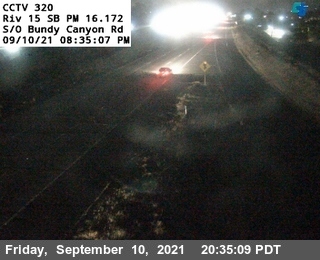 CCTV 320
Riv 15 SB PM 16.172
S/O Bundy Canyon Rd
09/10/21 08:35:07 PM
Friday, September 10, 2021 20:35:09 PDT